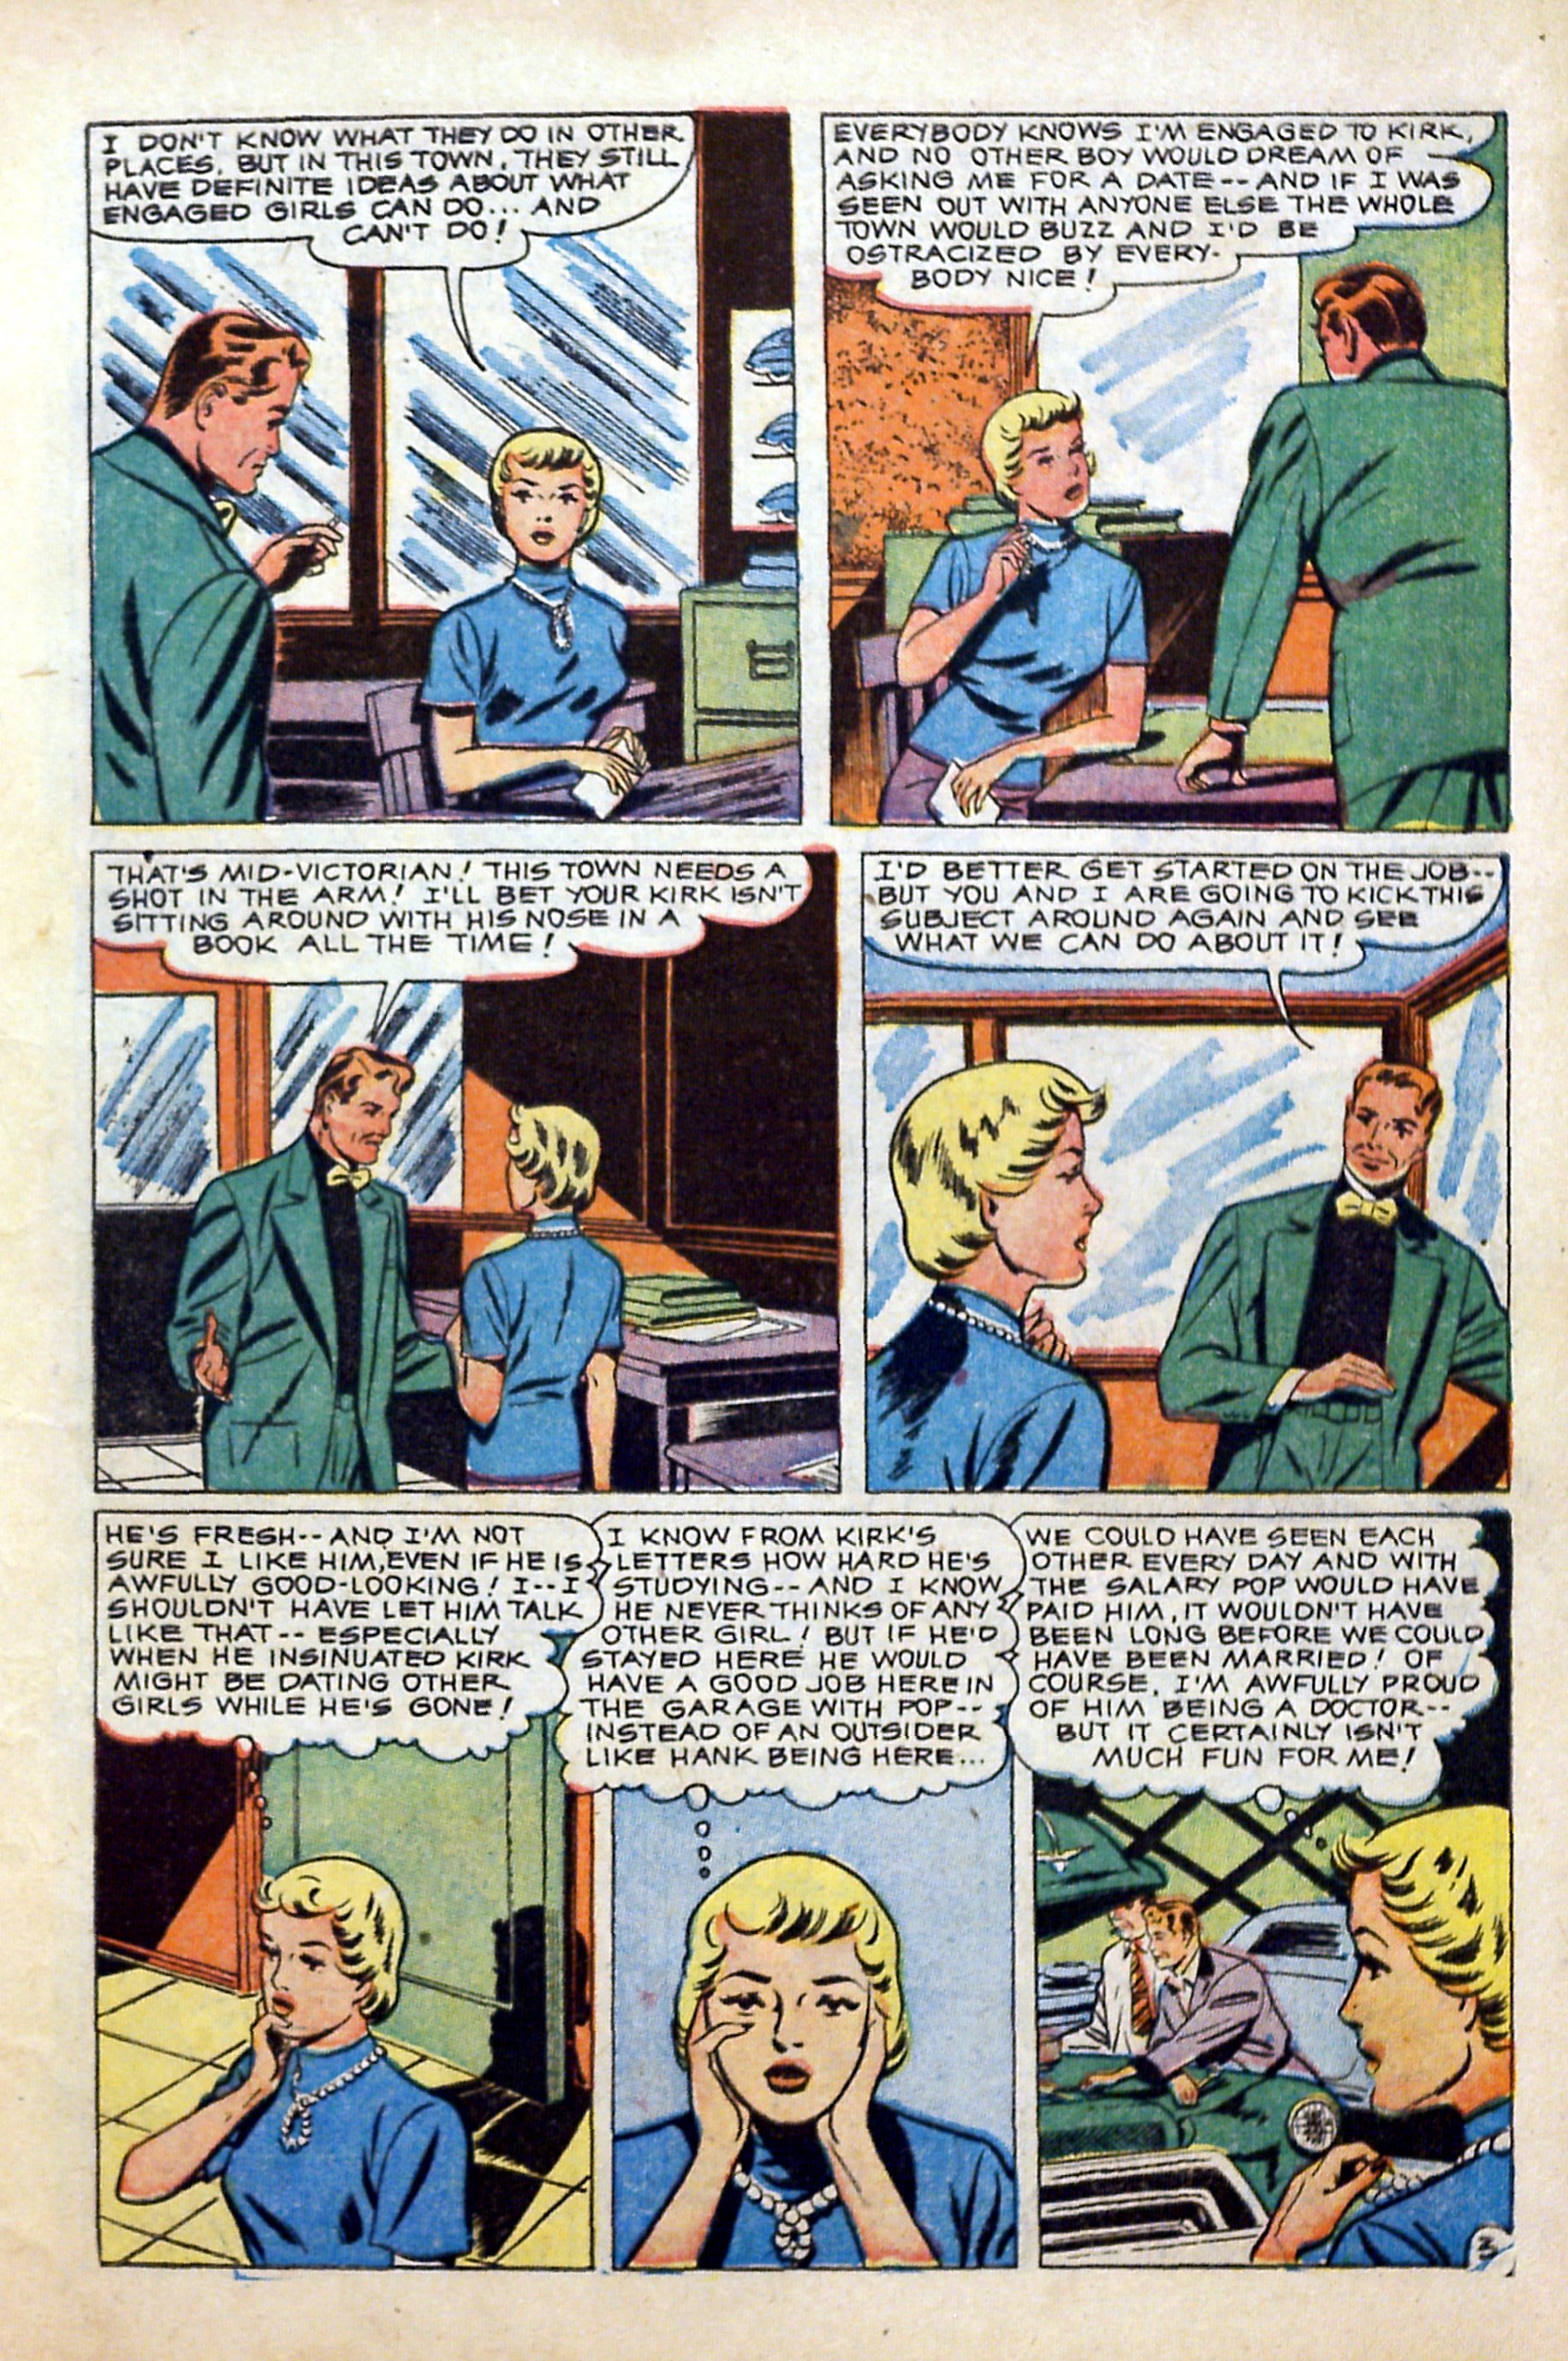 I DON'T KNOW WHAT THEY DO IN OTHER
PLACES, BUT IN THIS TOWN, THEY STILL
HAVE DEFINITE IDEAS ABOUT WHAT
ENGAGED GIRLS CAN DO... AND
CAN'T DO!
EVERYBODY KNOWS I'M ENGAGED TO KIRK,
AND NO OTHER BOY WOULD DREAM OF
ASKING ME FOR A DATE-- AND IF I WAS
SEEN OUT WITH ANYONE ELSE THE WHOLE
TOWN WOULD BUZZ AND I'D BE
OSTRACIZED BY EVERY-
BODY NICE!
THAT'S MID-VICTORIAN! THIS TOWN NEEDS A
SHOT IN THE ARM! I'LL BET YOUR KIRK ISN'T
SITTING AROUND WITH HIS NOSE IN A
BOOK ALL THE TIME!
I'D BETTER GET STARTED ON THE JOB--
BUT YOU AND I ARE GOING TO KICK THIS
SUBJECT AROUND AGAIN AND SEE
WHAT WE CAN DO ABOUT IT!
HE'S FRESH-- AND I'M NOT
SURE I LIKE HIM, EVEN IF HE IS
AWFULLY GOOD-LOOKING! I--I
SHOULDN'T HAVE LET HIM TALK
LIKE THAT-- ESPECIALLY
WHEN HE INSINUATED KIRK
MIGHT BE DATING OTHER
GIRLS WHILE HE'S GONE!
I KNOW FROM KIRK'S
LETTERS HOW HARD HE'S
STUDYING-- AND I KNOW
HE NEVER THINKS OF ANY
OTHER GIRL! BUT IF HE'D
STAYED HERE HE WOULD
HAVE A GOOD JOB HERE IN
THE GARAGE WITH POP--
INSTEAD OF AN OUTSIDER
LIKE HANK BEING HERE...
WE COULD HAVE SEEN EACH
OTHER EVERY DAY AND WITH
THE SALARY POP WOULD HAVE
PAID HIM, IT WOULDN'T HAVE
BEEN LONG BEFORE WE COULD
HAVE BEEN MARRIED! OF
COURSE, I'M AWFULLY PROUD
OF HIM BEING A DOCTOR--
BUT IT CERTAINLY ISN'T
MUCH FUN FOR ME!
3